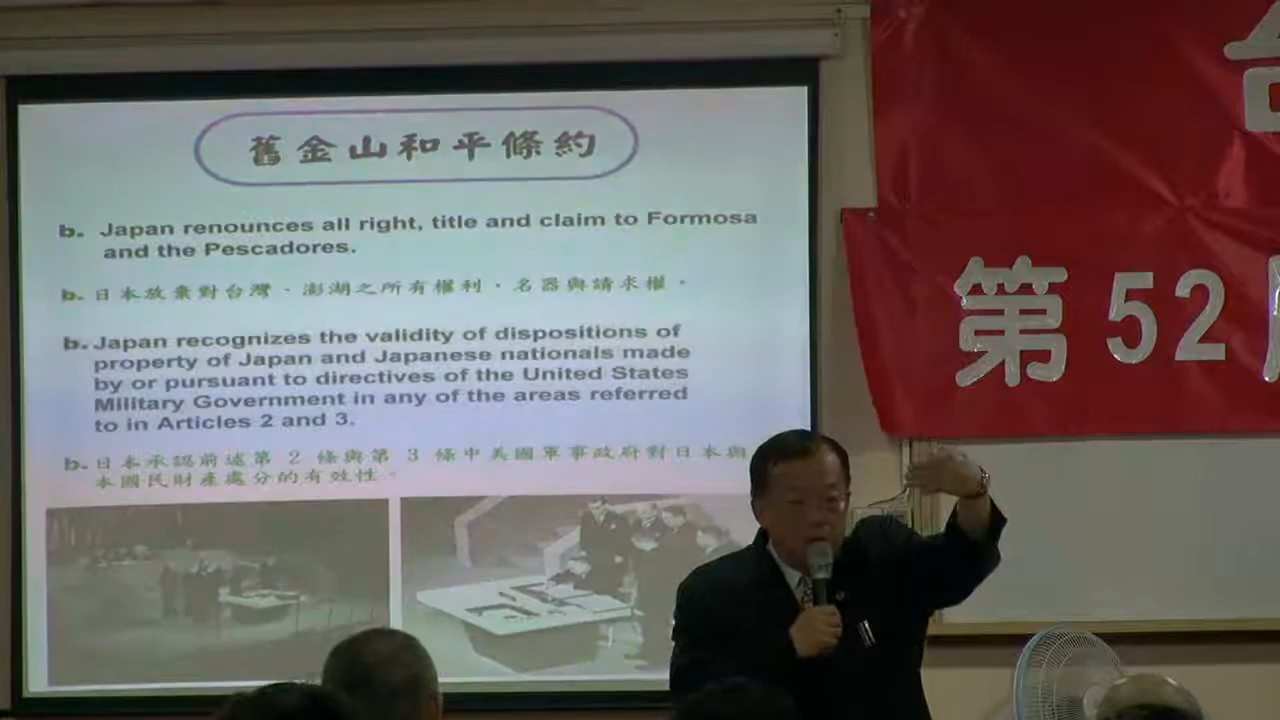 舊金山和平條約
b. Japan renounces all right, title and claim to Formosa
and the Pescadores.
b. 日本放棄對台灣、澎湖之所有權利，名器與請求權。
b. Japan recognizes the validity of dispositions of
property of Japan and Japanese nationals made
by or pursuant to directives of the United States
Military Government in any of the areas referred
to in Articles 2 and 3.
b. 日本承認前述第 2 條與第 3 條中美國軍事政府對日本與
本國民財產處分的有效性。
第 52